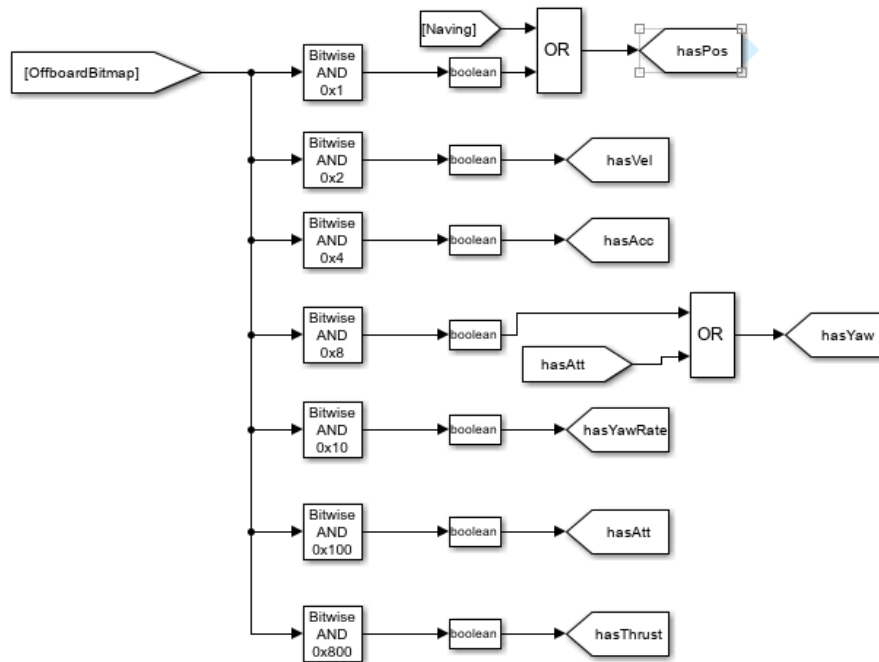 [Naving]
OR
hasPos
[OffboardBitmap]
Bitwise
AND
0x1
boolean
Bitwise
AND
0x2
boolean
hasVel
Bitwise
AND
0x4
boolean
hasAcc
Bitwise
AND
0x8
boolean
hasAtt
OR
hasYaw
Bitwise
AND
0x10
boolean
hasYawRate
Bitwise
AND
0x100
boolean
hasAtt
Bitwise
AND
0x800
boolean
hasThrust